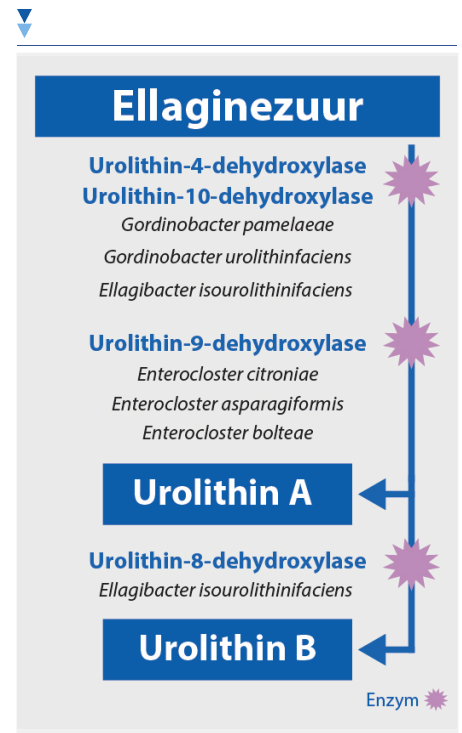 Ellaginezuur
Urolithin-4-dehydroxylase
Urolithin-10-dehydroxylase
Gordinobacter pamelaeae
Gordinobacter urolithinfaciens
Ellagibacter isourolithinifaciens
Urolithin-9-dehydroxylase
Enterocloster citroniae
Enterocloster asparagiformis
Enterocloster bolteae
Urolithin A
Urolithin-8-dehydroxylase
Ellagibacter isourolithinifaciens
Urolithin B
Enzym